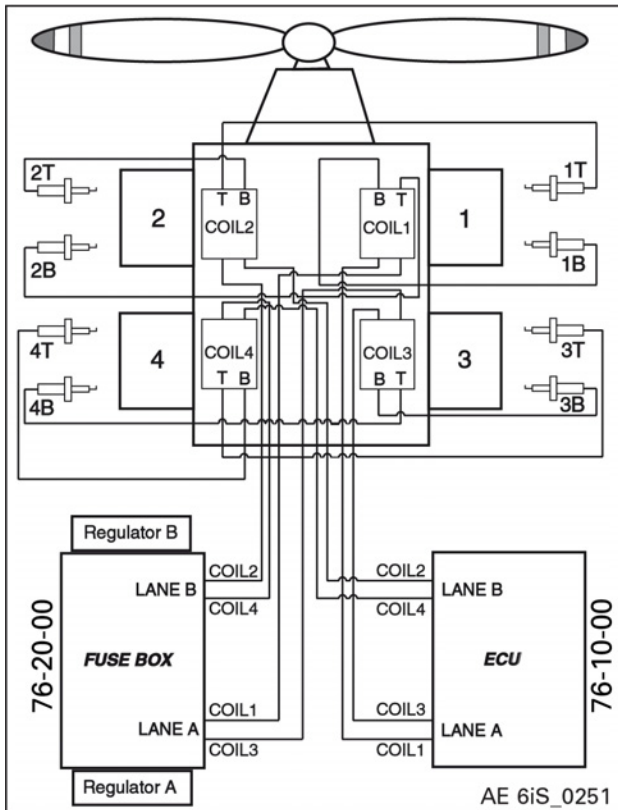 2T
1T
T B
B T
COIL2
COIL1
2
1
2B
1B
4T
3T
COIL4
COIL3
4
3
T B
B T
4B
3B
Regulator B
COIL2
COIL2
LANE B
LANE B
COIL4
COIL4
76-20-00
FUSE BOX
ECU
76-10-00
COIL1
COIL3
LANE A
LANE A
COIL3
COIL1
Regulator A
AE 6iS_0251